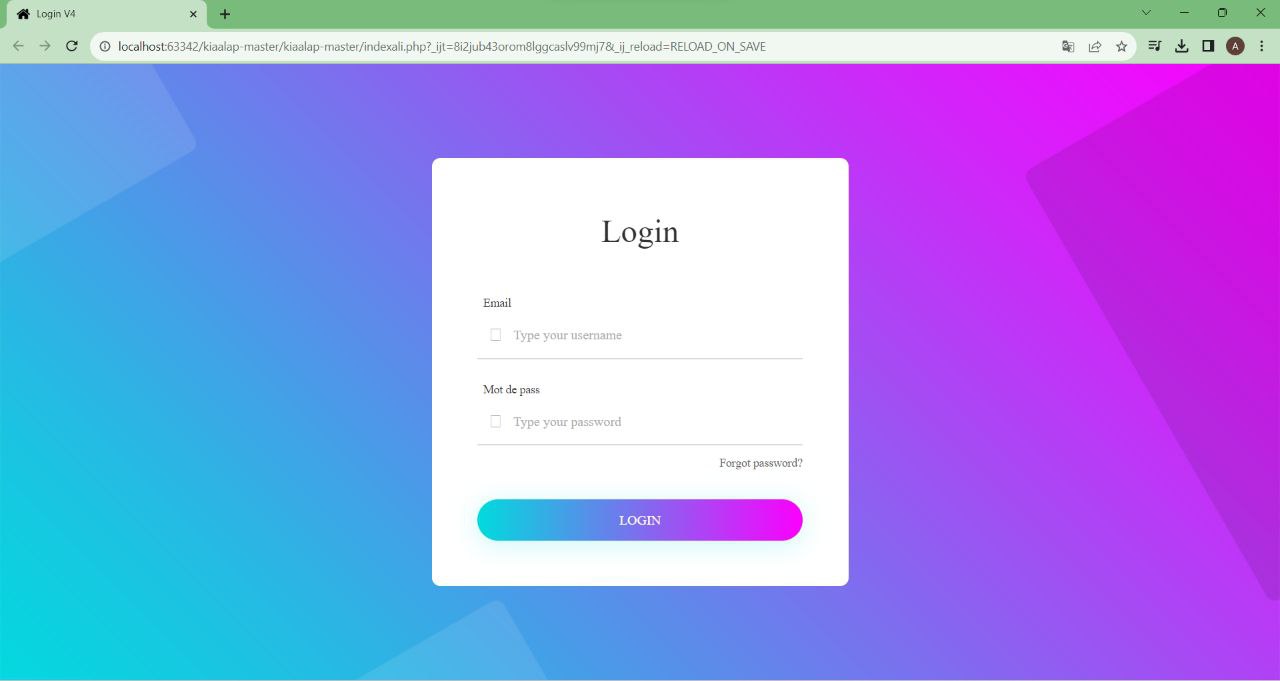 Login V4
localhost:63342/kiaalap-master/kiaalap-master/indexali.php?_ijt=8i2jub43orom8lggcaslv99mj7&_ij_reload=RELOAD_ON_SAVE
A
Login
Email
Type your username
Mot de pass
Type your password
Forgot password?
LOGIN